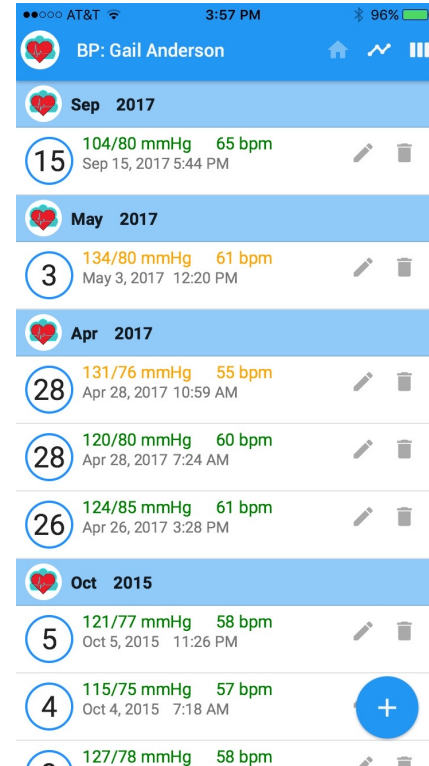 AT&T 3:57 PM 96%
BP: Gail Anderson
Sep 2017
15 104/80 mmHg 65 bpm
Sep 15, 2017 5:44 PM
May 2017
3 134/80 mmHg 61 bpm
May 3, 2017 12:20 PM
Apr 2017
28 131/76 mmHg 55 bpm
Apr 28, 2017 10:59 AM
28 120/80 mmHg 60 bpm
Apr 28, 2017 7:24 AM
26 124/85 mmHg 61 bpm
Apr 26, 2017 3:28 PM
Oct 2015
5 121/77 mmHg 58 bpm
Oct 5, 2015 11:26 PM
4 115/75 mmHg 57 bpm
Oct 4, 2015 7:18 AM
+
127/78 mmHg 58 bpm